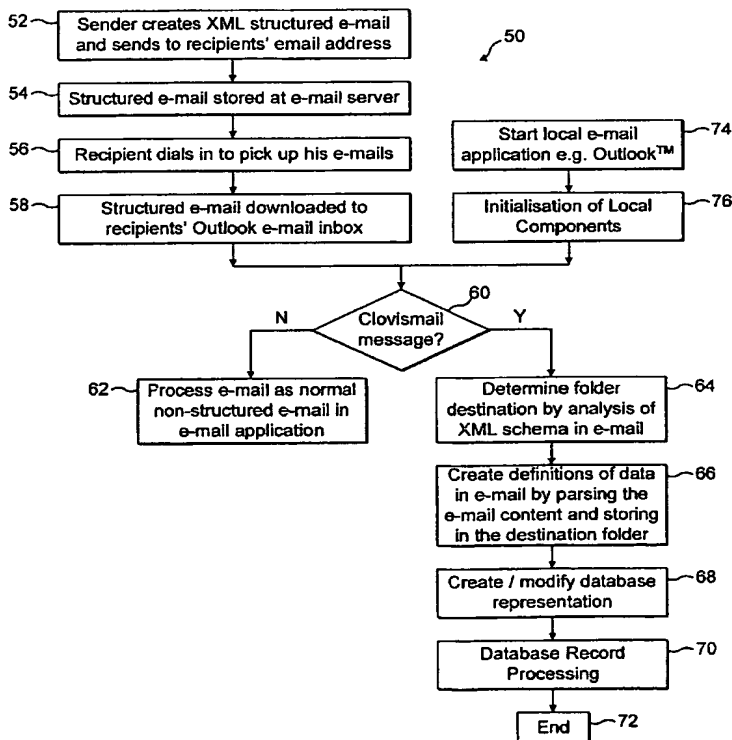 52
Sender creates XML structured e-mail
and sends to recipients' email address
50
54
Structured e-mail stored at e-mail server
56
Recipient dials in to pick up his e-mails
58
Structured e-mail downloaded to
recipients' Outlook e-mail inbox
Start local e-mail
application e.g. Outlook™
74
Initialisation of Local
Components
76
60
Clovismail
message?
N
Y
62
Process e-mail as normal
non-structured e-mail in
e-mail application
Determine folder
destination by analysis of
XML schema in e-mail
64
Create definitions of data
in e-mail by parsing the
e-mail content and storing
in the destination folder
66
Create / modify database
representation
68
Database Record
Processing
70
End
72